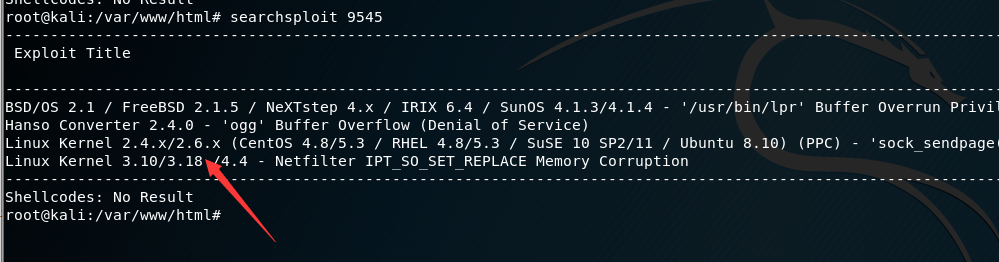 Shellcodes: No Result
root@kali:/var/www/html# searchsploit 9545
--------------------------------------------------------------------------------------------------------------
Exploit Title
--------------------------------------------------------------------------------------------------------------
BSD/OS 2.1 / FreeBSD 2.1.5 / NeXTstep 4.x / IRIX 6.4 / SunOS 4.1.3/4.1.4 - '/usr/bin/lpr' Buffer Overrun Privil
Hanso Converter 2.4.0 - 'ogg' Buffer Overflow (Denial of Service)
Linux Kernel 2.4.x/2.6.x (CentOS 4.8/5.3 / RHEL 4.8/5.3 / SuSE 10 SP2/11 / Ubuntu 8.10) (PPC) - 'sock_sendpage(
Linux Kernel 3.10/3.18 /4.4 - Netfilter IPT_SO_SET_REPLACE Memory Corruption
--------------------------------------------------------------------------------------------------------------
Shellcodes: No Result
root@kali:/var/www/html#